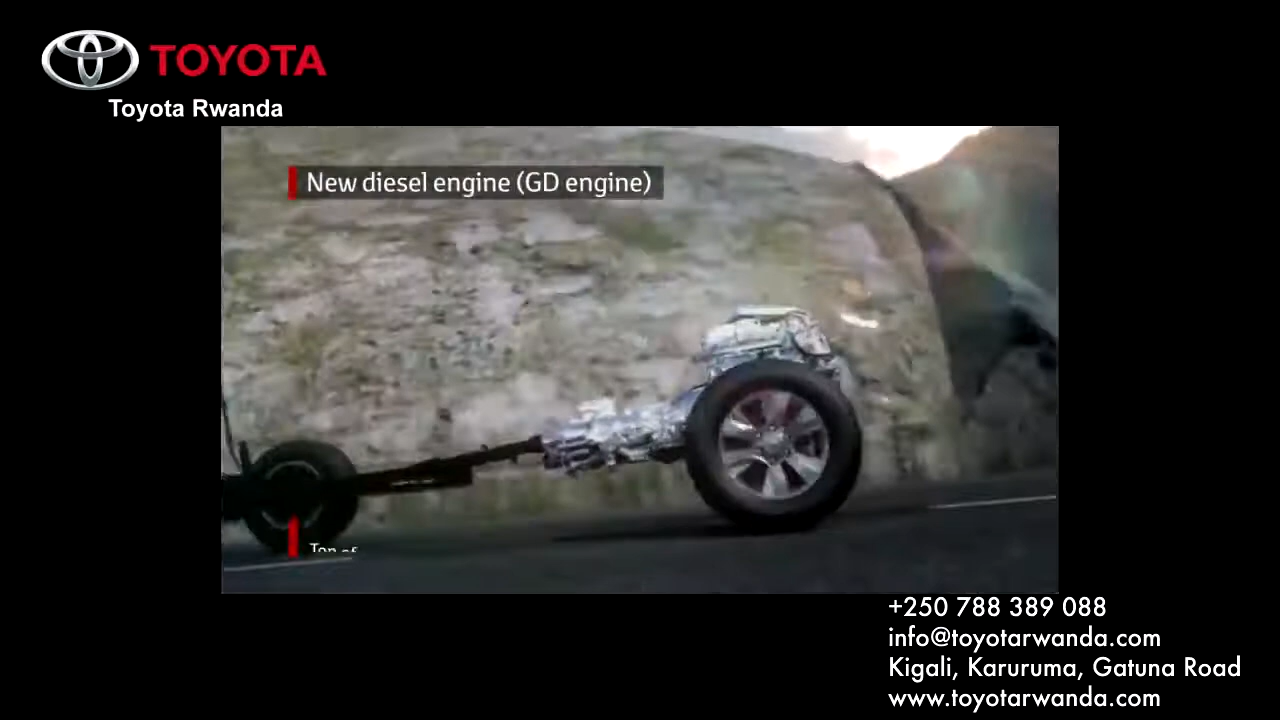 TOYOTA
Toyota Rwanda
New diesel engine (GD engine)
+250 788 389 088
info@toyotarwanda.com
Kigali, Karuruma, Gatuna Road
www.toyotarwanda.com